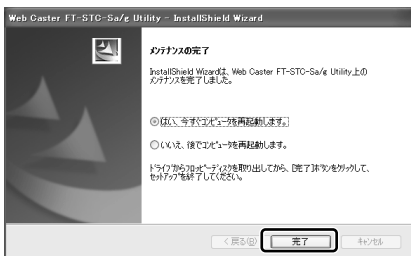 Web Caster FT-STC-Sa/g Utility - InstallShield Wizard
メンテナンスの完了
InstallShield Wizardは、Web Caster FT-STC-Sa/g Utility上の
メンテナンスを完了しました。
はい、今すぐコンピュータを再起動します。
いいえ、後でコンピュータを再起動します。
ドライブからフロッピーディスクを取り出してから、[完了]ボタンをクリックして、
セットアップを終了してください。
< 戻る(B)
完了
キャンセル